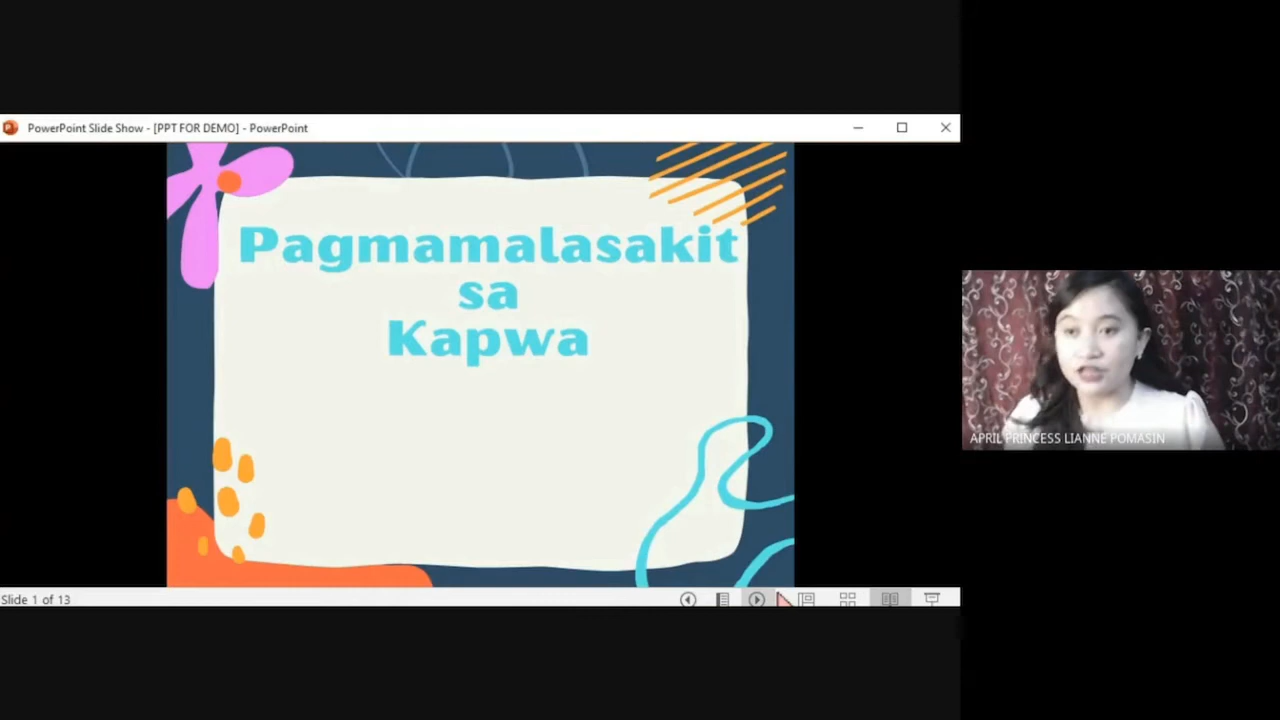 PowerPoint Slide Show - [PPT FOR DEMO] - PowerPoint
Pagmamalasakit
sa
Kapwa
APRIL PRINCESS LIANNE POMASIN
Slide 1 of 13